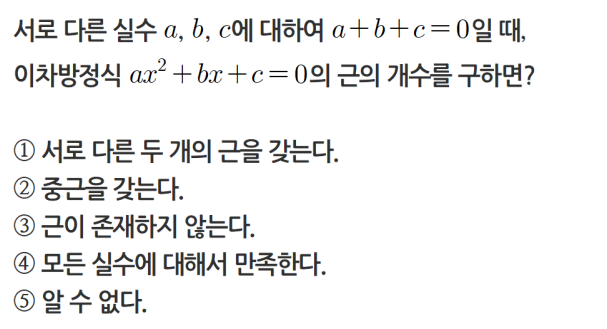 서로 다른 실수 a, b, c에 대하여 a+b+c=0일 때,
이차방정식 ax²+bx+c=0의 근의 개수를 구하면?
① 서로 다른 두 개의 근을 갖는다.
② 중근을 갖는다.
③ 근이 존재하지 않는다.
④ 모든 실수에 대해서 만족한다.
⑤ 알 수 없다.